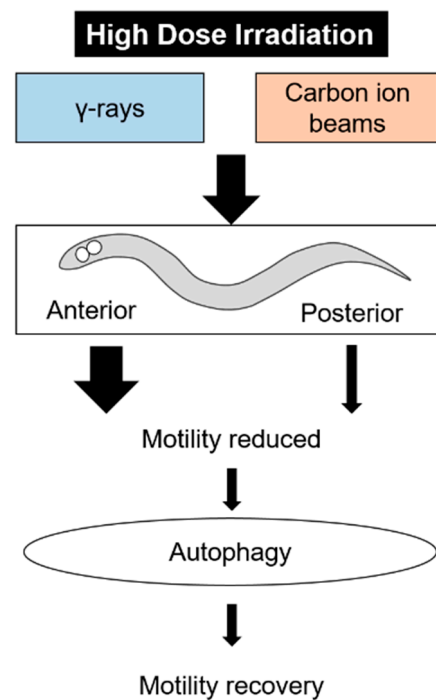 High Dose Irradiation
γ-rays
Carbon ion
beams
Anterior
Posterior
Motility reduced
Autophagy
Motility recovery